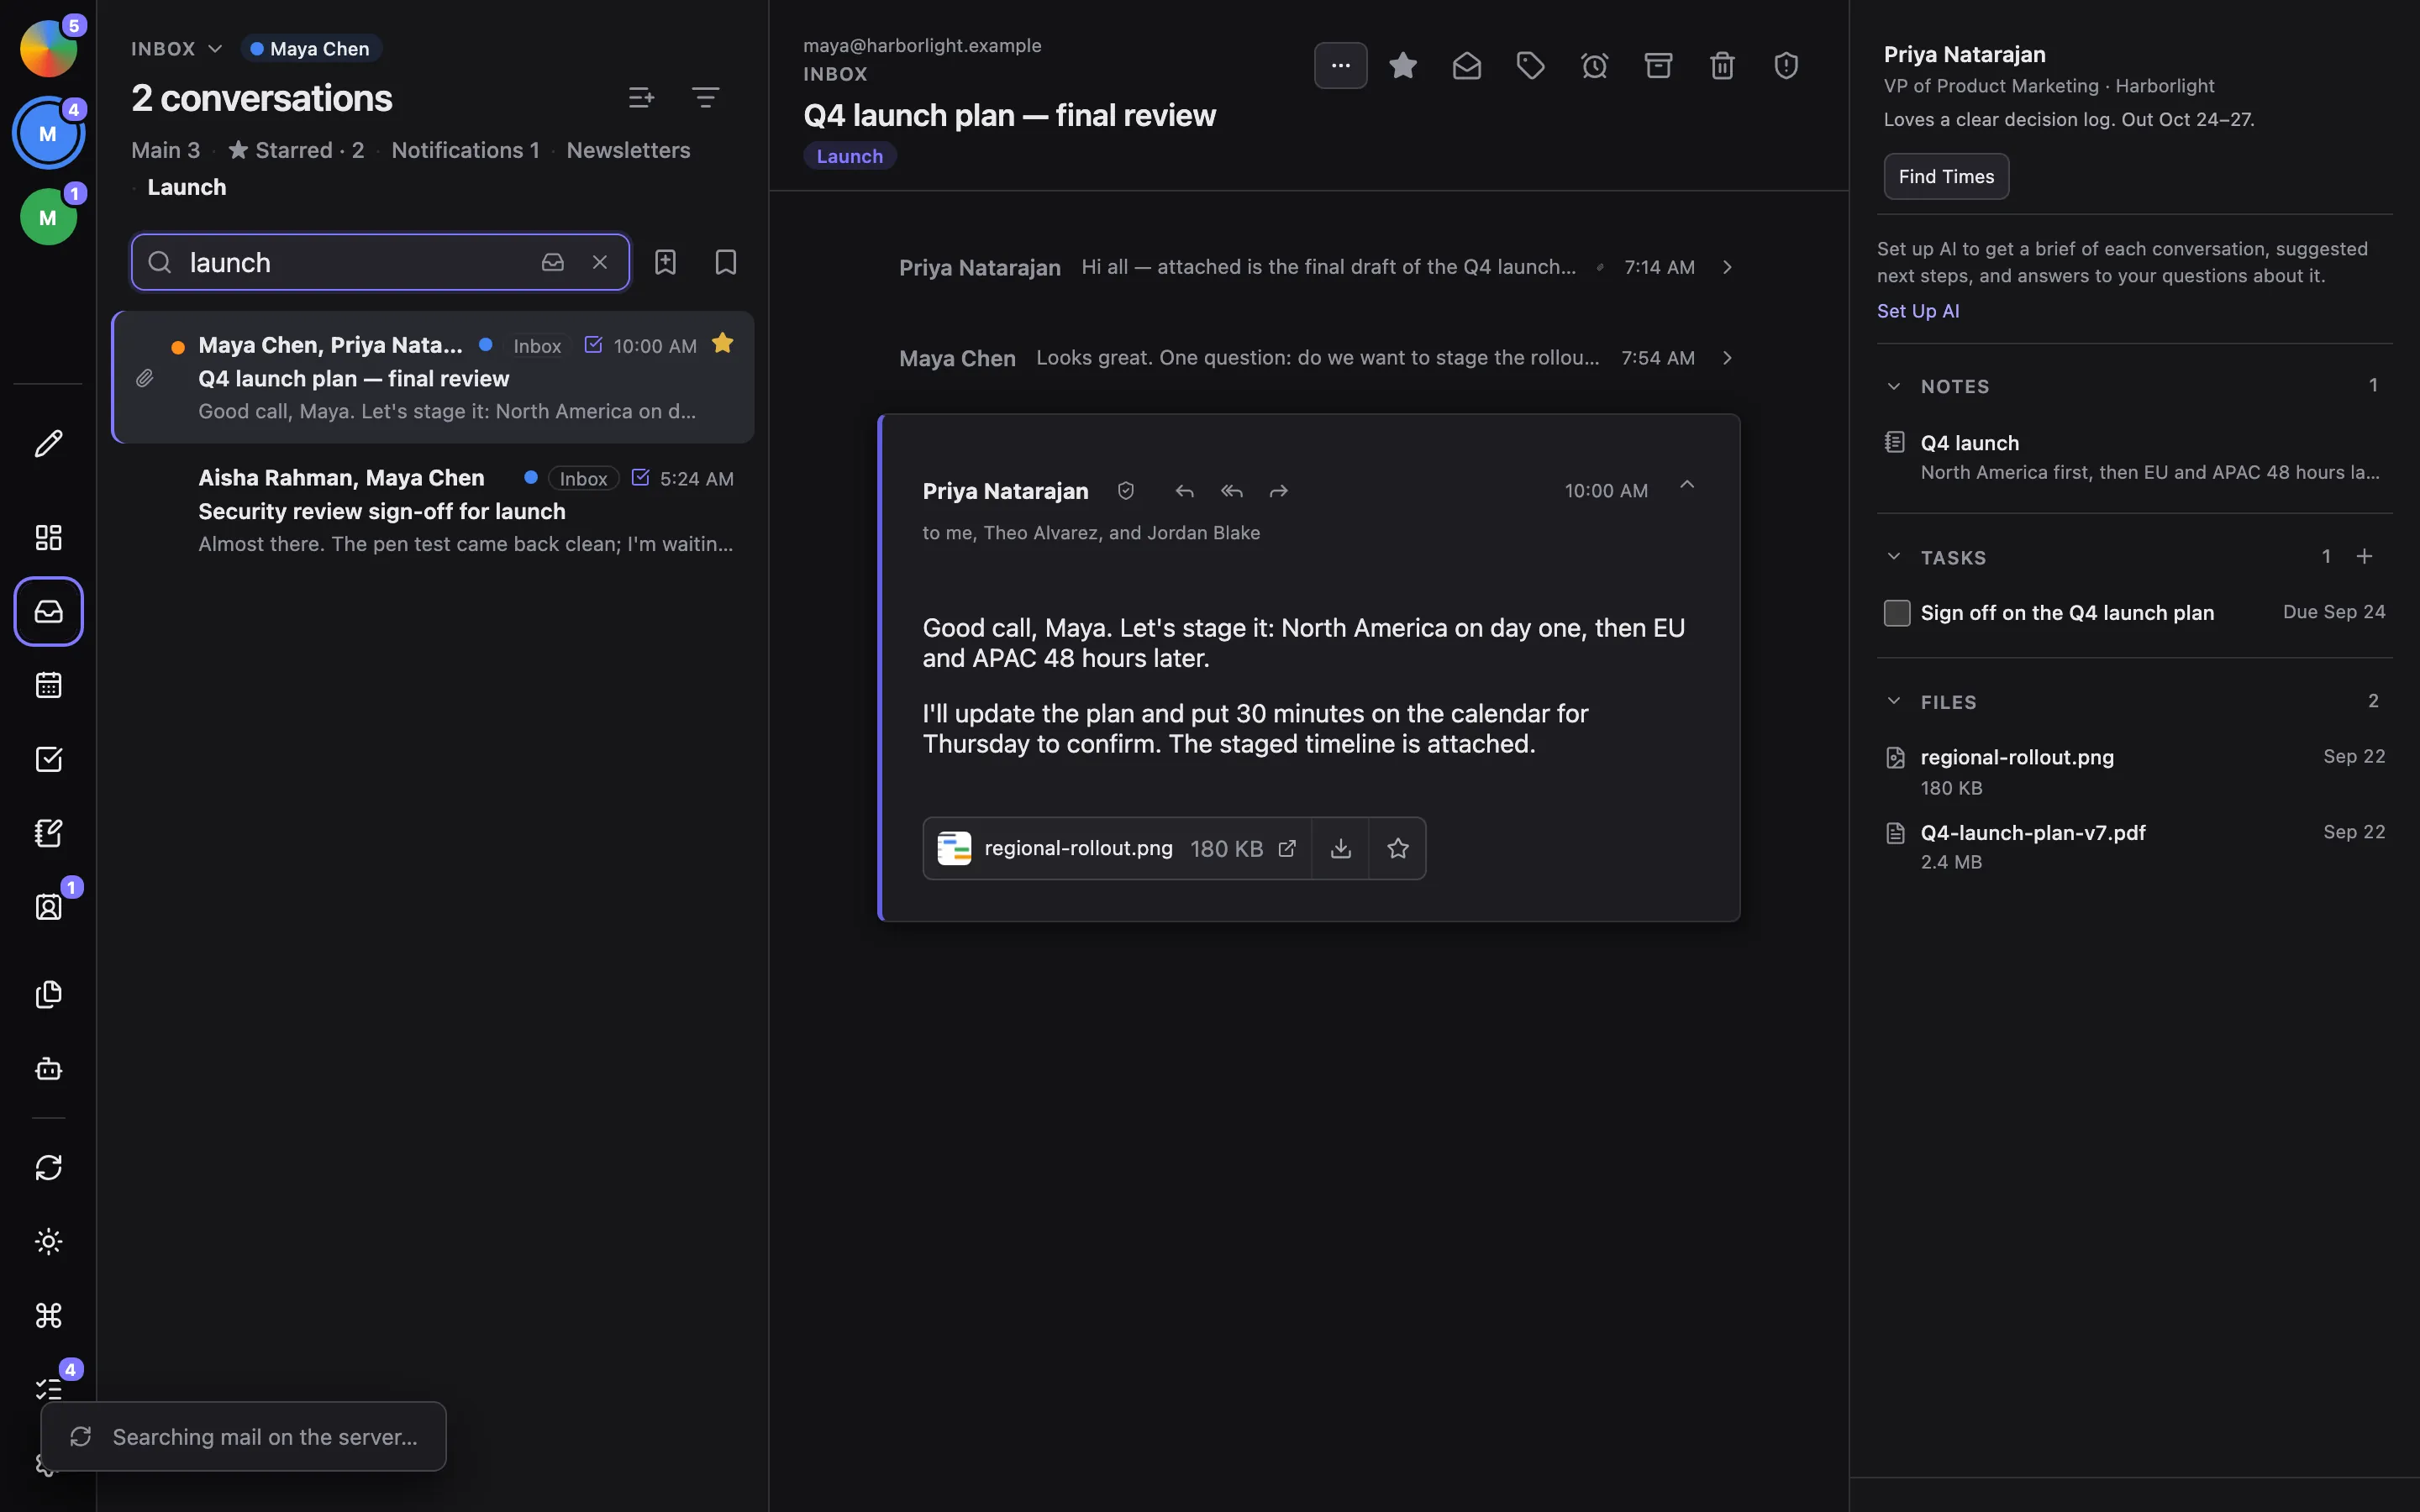 5
M
4
M
1
1
4
INBOX
Maya Chen
2 conversations
Main 3 · Starred · 2 · Notifications 1 · Newsletters
· Launch
launch
Maya Chen, Priya Nata... Inbox 10:00 AM
Q4 launch plan — final review
Good call, Maya. Let's stage it: North America on d...
Aisha Rahman, Maya Chen Inbox 5:24 AM
Security review sign-off for launch
Almost there. The pen test came back clean; I'm waitin...
Searching mail on the server...
maya@harborlight.example
INBOX
Q4 launch plan — final review
Launch
Priya Natarajan Hi all — attached is the final draft of the Q4 launch... 7:14 AM
Maya Chen Looks great. One question: do we want to stage the rollou... 7:54 AM
Priya Natarajan 10:00 AM
to me, Theo Alvarez, and Jordan Blake
Good call, Maya. Let's stage it: North America on day one, then EU
and APAC 48 hours later.
I'll update the plan and put 30 minutes on the calendar for
Thursday to confirm. The staged timeline is attached.
regional-rollout.png 180 KB
Priya Natarajan
VP of Product Marketing · Harborlight
Loves a clear decision log. Out Oct 24–27.
Find Times
Set up AI to get a brief of each conversation, suggested
next steps, and answers to your questions about it.
Set Up AI
NOTES 1
Q4 launch
North America first, then EU and APAC 48 hours la...
TASKS 1
Sign off on the Q4 launch plan Due Sep 24
FILES 2
regional-rollout.png Sep 22
180 KB
Q4-launch-plan-v7.pdf Sep 22
2.4 MB